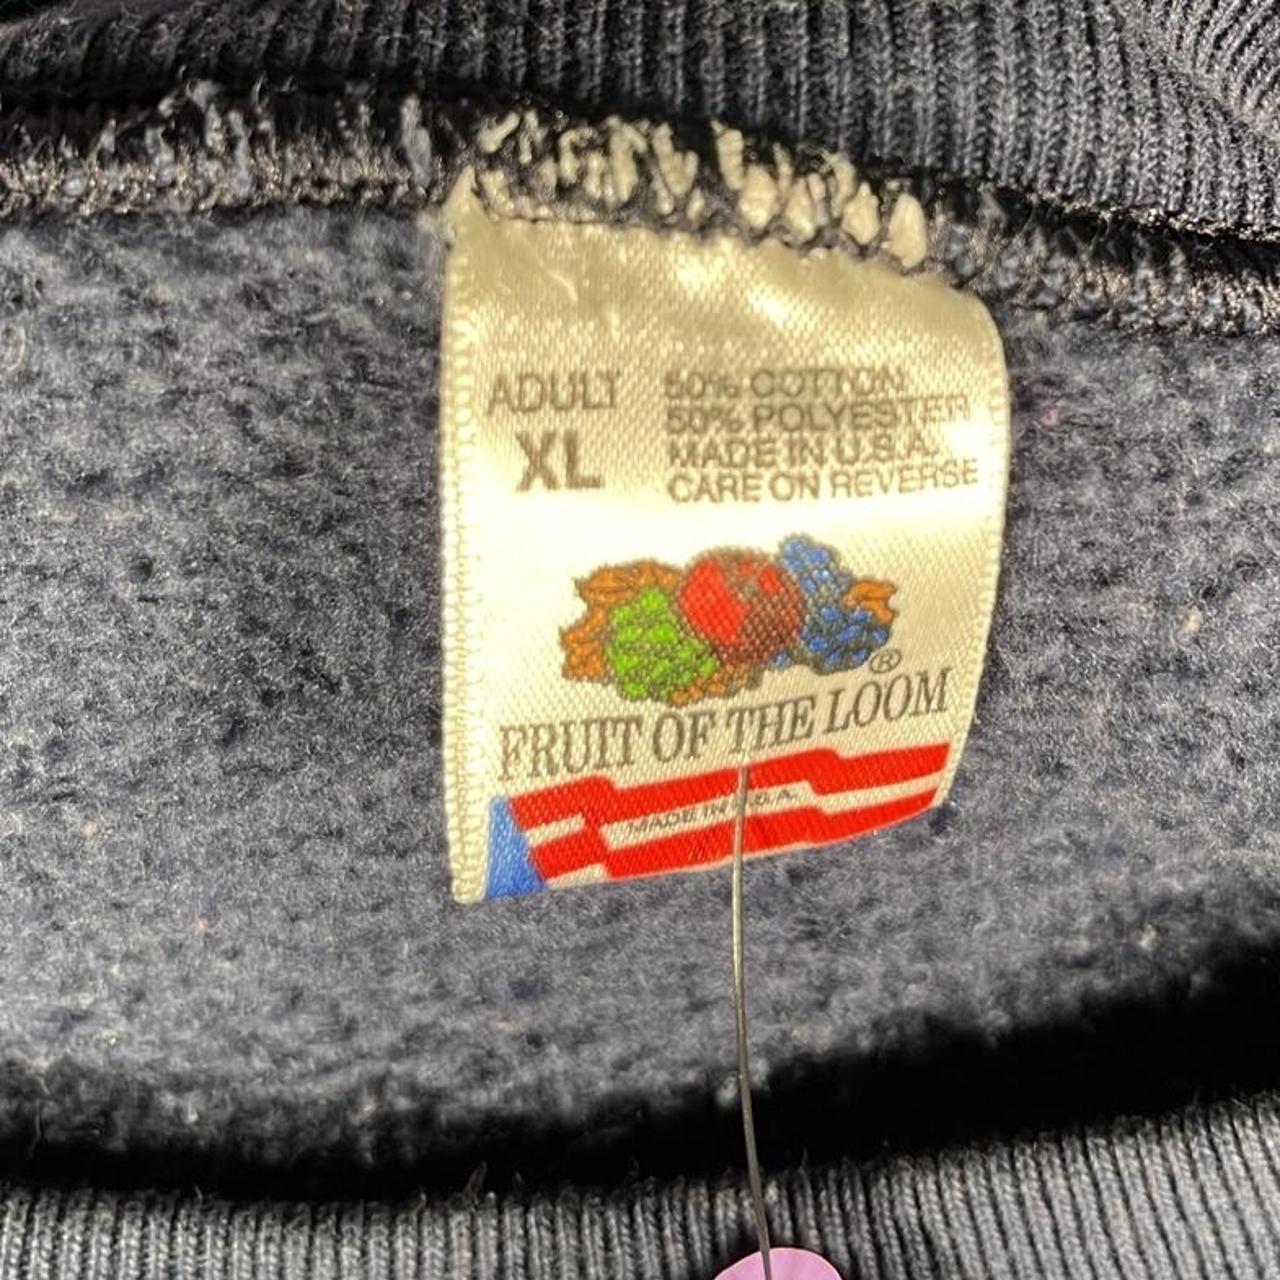 ADULT
XL
50% COTTON
50% POLYESTER
MADE IN U.S.A.
CARE ON REVERSE
®
FRUIT OF THE LOOM
MADE IN U.S.A.